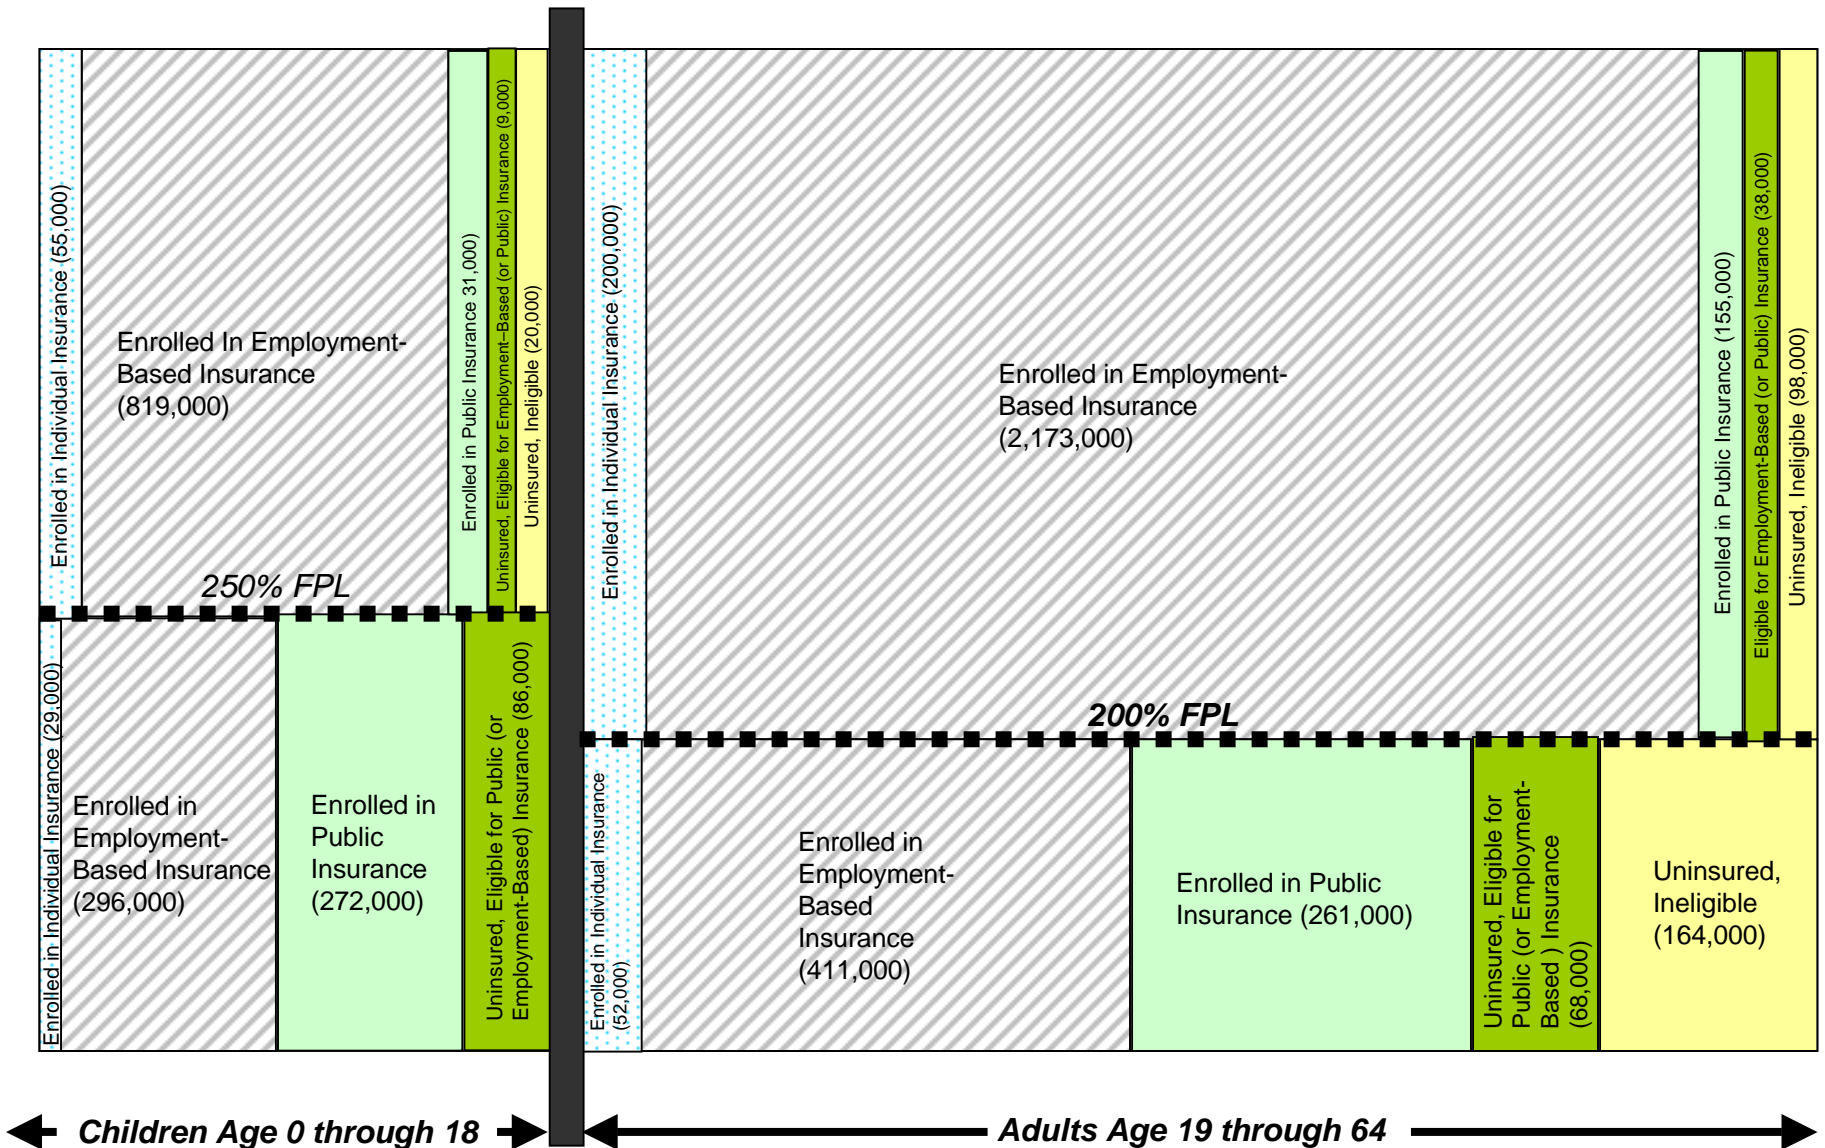 Enrolled in Individual Insurance (55,000)
Enrolled In Employment-
Based Insurance
(819,000)
Enrolled in Public Insurance 31,000)
Uninsured, Eligible for Employment–Based (or Public) Insurance (9,000)
Uninsured, Ineligible (20,000)
250% FPL
Enrolled in Individual Insurance (29,000)
Enrolled in
Employment-
Based Insurance
(296,000)
Enrolled in
Public
Insurance
(272,000)
Uninsured, Eligible for Public (or
Employment-Based) Insurance (86,000)
Enrolled in Individual Insurance (200,000)
Enrolled in Employment-
Based Insurance
(2,173,000)
Enrolled in Public Insurance (155,000)
Eligible for Employment-Based (or Public) Insurance (38,000)
Uninsured, Ineligible (98,000)
200% FPL
Enrolled in Individual Insurance
(52,000)
Enrolled in
Employment-
Based
Insurance
(411,000)
Enrolled in Public
Insurance (261,000)
Uninsured, Eligible for
Public (or Employment-
Based ) Insurance
(68,000)
Uninsured,
Ineligible
(164,000)
Children Age 0 through 18
Adults Age 19 through 64